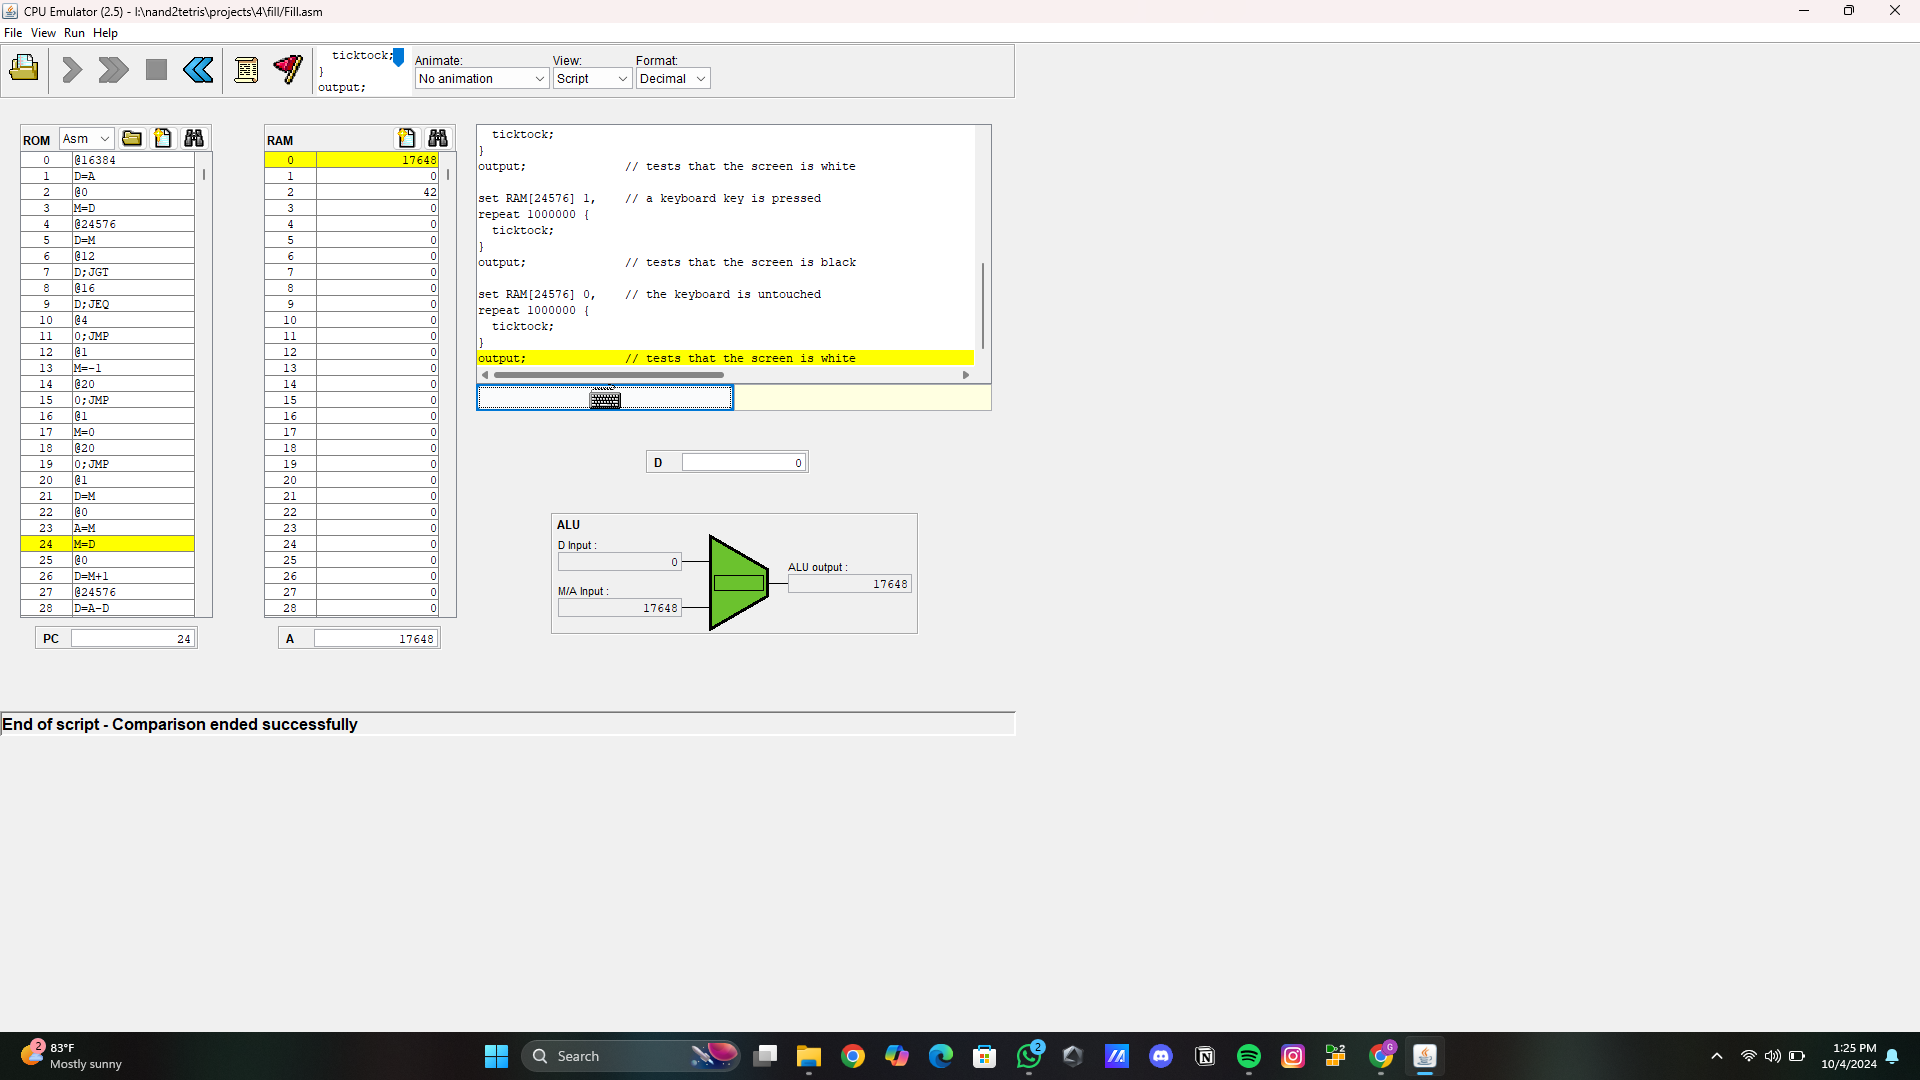 CPU Emulator (2.5) - I:\nand2tetris\projects\4\fill/Fill.asm
File View Run Help
ticktock;
}
output;
Animate:
No animation
View:
Script
Format:
Decimal
ROM Asm
0 @16384
1 D=A
2 @0
3 M=D
4 @24576
5 D=M
6 @12
7 D;JGT
8 @16
9 D;JEQ
10 @4
11 0;JMP
12 @1
13 M=-1
14 @20
15 0;JMP
16 @1
17 M=0
18 @20
19 0;JMP
20 @1
21 D=M
22 @0
23 A=M
24 M=D
25 @0
26 D=M+1
27 @24576
28 D=A-D
PC 24
RAM
0 17648
1 0
2 42
3 0
4 0
5 0
6 0
7 0
8 0
9 0
10 0
11 0
12 0
13 0
14 0
15 0
16 0
17 0
18 0
19 0
20 0
21 0
22 0
23 0
24 0
25 0
26 0
27 0
28 0
A 17648
ticktock;
}
output; // tests that the screen is white
set RAM[24576] 1, // a keyboard key is pressed
repeat 1000000 {
ticktock;
}
output; // tests that the screen is black
set RAM[24576] 0, // the keyboard is untouched
repeat 1000000 {
ticktock;
}
output; // tests that the screen is white
D 0
ALU
D Input :
0
M/A Input :
17648
ALU output :
17648
End of script - Comparison ended successfully
2
83°F
Mostly sunny
Search
2
G
1:25 PM
10/4/2024